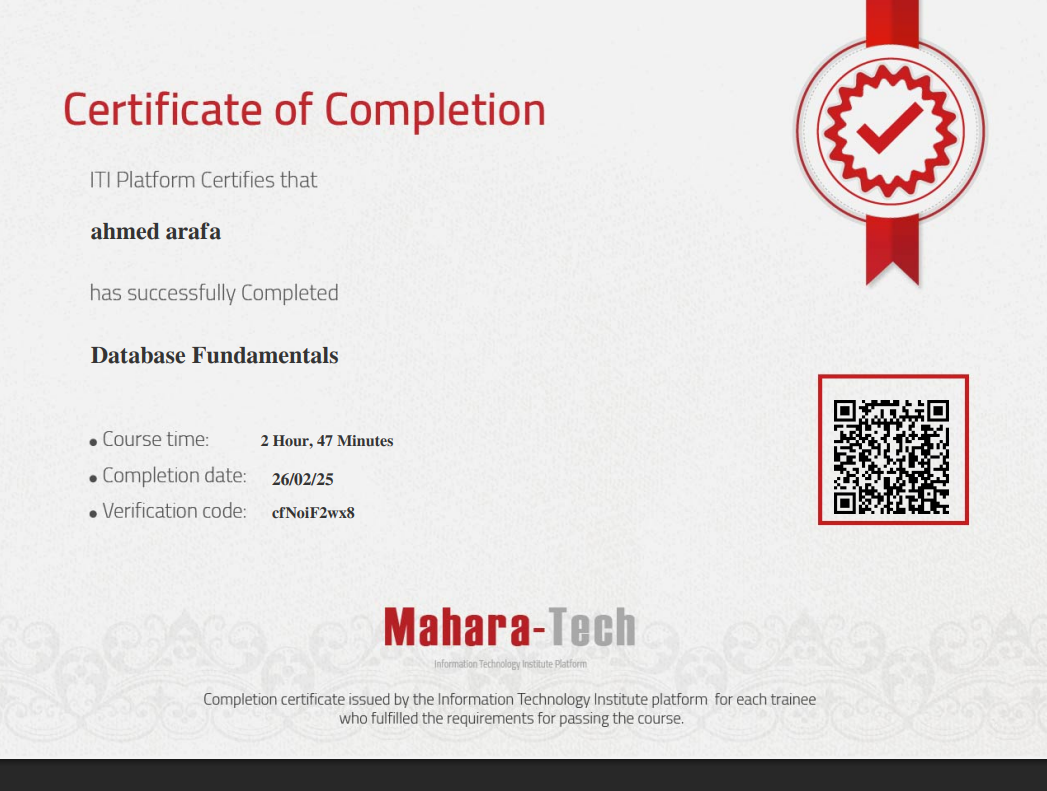 Certificate of Completion
ITI Platform Certifies that
ahmed arafa
has successfully Completed
Database Fundamentals
• Course time: 2 Hour, 47 Minutes
• Completion date: 26/02/25
• Verification code: cfNoiF2wx8
Mahara-Tech
Information Technology Institute Platform
Completion certificate issued by the Information Technology Institute platform for each trainee
who fulfilled the requirements for passing the course.